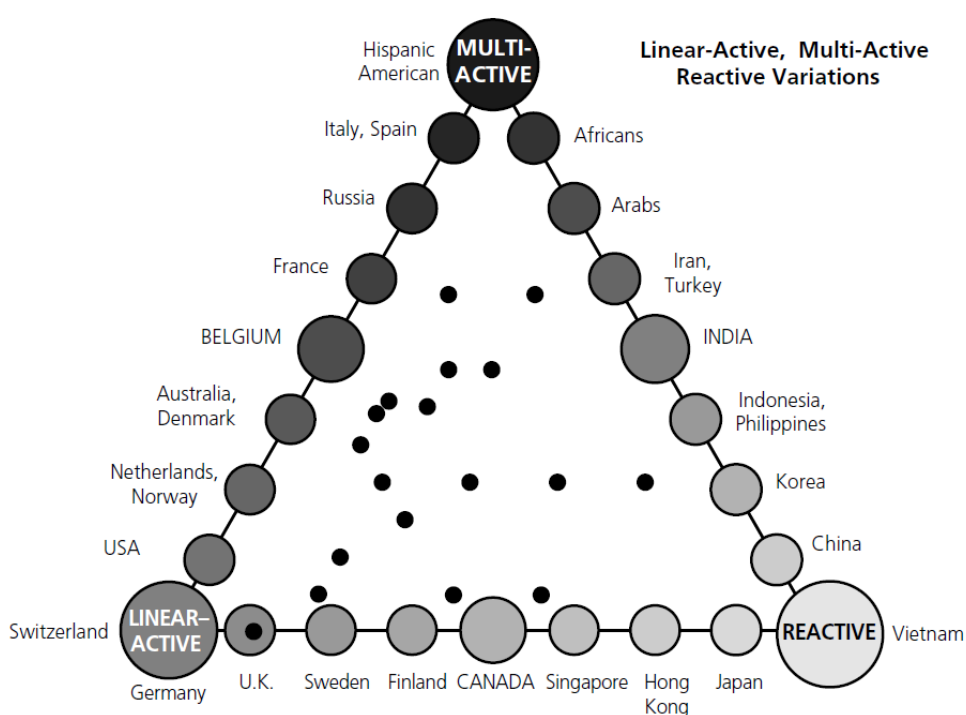 Linear-Active, Multi-Active
Reactive Variations
Hispanic
American
MULTI-
ACTIVE
Italy, Spain
Africans
Russia
Arabs
France
Iran,
Turkey
BELGIUM
INDIA
Australia,
Denmark
Indonesia,
Philippines
Netherlands,
Norway
Korea
USA
China
Switzerland
LINEAR–
ACTIVE
REACTIVE
Vietnam
Germany
U.K.
Sweden
Finland
CANADA
Singapore
Hong
Kong
Japan